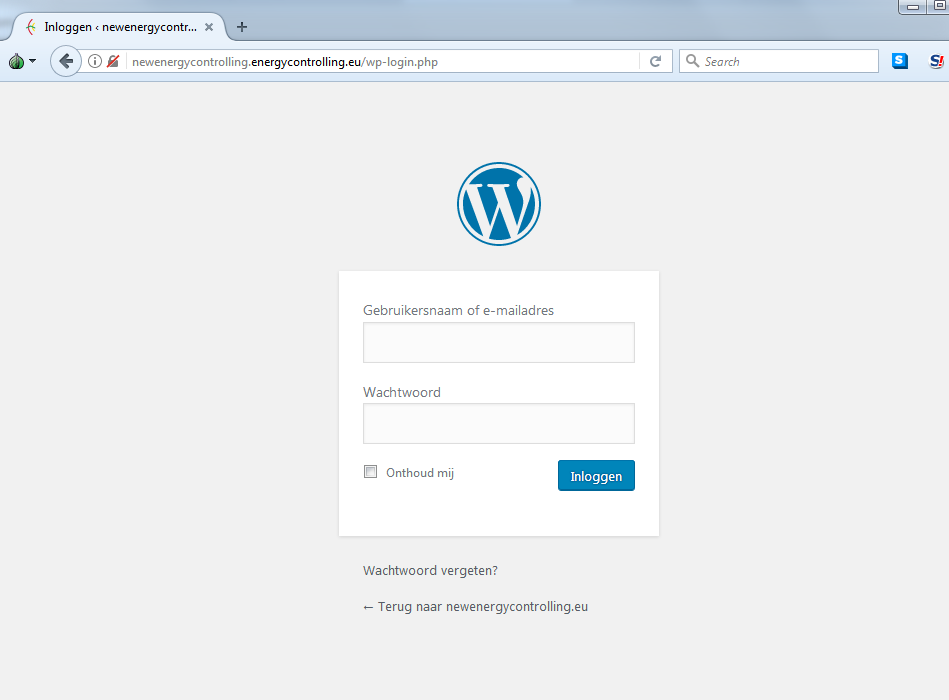 Inloggen ‹ newenergycontr...
newenergycontrolling.energycontrolling.eu/wp-login.php
Search
S
S!
W
Gebruikersnaam of e-mailadres
Wachtwoord
Onthoud mij
Inloggen
Wachtwoord vergeten?
← Terug naar newenergycontrolling.eu